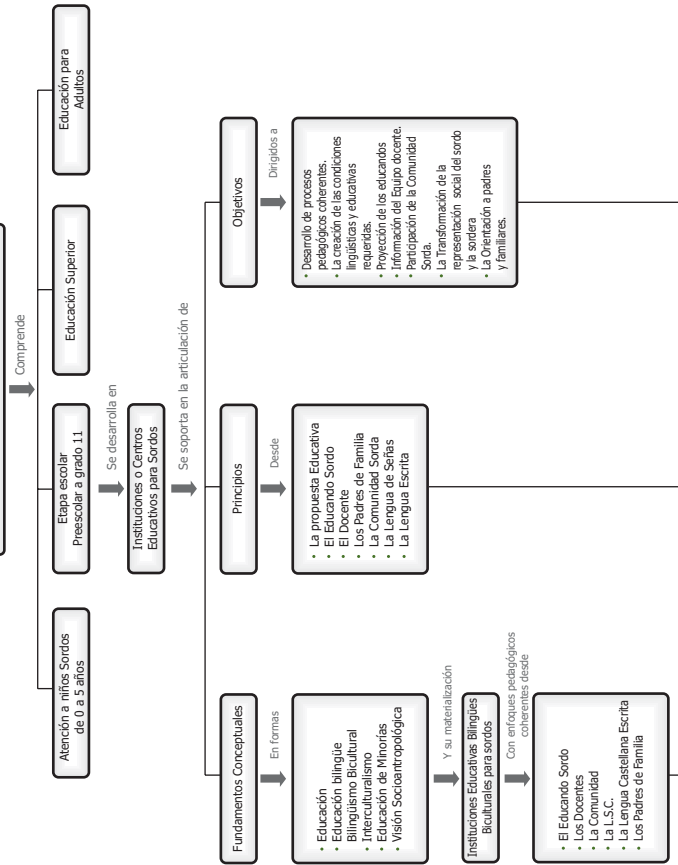 Comprende
Atención a niños Sordos
de 0 a 5 años
Etapa escolar
Preescolar a grado 11
Educación Superior
Educación para
Adultos
Se desarrolla en
Instituciones o Centros
Educativos para Sordos
Se soporta en la articulación de
Fundamentos Conceptuales
Principios
Objetivos
En formas
Desde
Dirigidos a
• Educación
• Educación bilingüe
Bilingüismo Bicultural
• Interculturalismo
• Educación de Minorías
• Visión Socioantropológica
• La propuesta Educativa
• El Educando Sordo
• El Docente
• Los Padres de Familia
• La Comunidad Sorda
• La Lengua de Señas
• La Lengua Escrita
• Desarrollo de procesos
pedagógicos coherentes.
• La creación de las condiciones
lingüísticas y educativas
requeridas.
• Proyección de los educandos
• Información del Equipo docente.
• Participación de la Comunidad
Sorda.
• La Transformación de la
representación social del sordo
y la sordera
• La Orientación a padres
y familiares.
Y su materialización
Instituciones Educativas Bilingües
Biculturales para sordos
Con enfoques pedagógicos
coherentes desde
• El Educando Sordo
• Los Docentes
• La Comunidad
• La L.S.C.
• La Lengua Castellana Escrita
• Los Padres de Familia